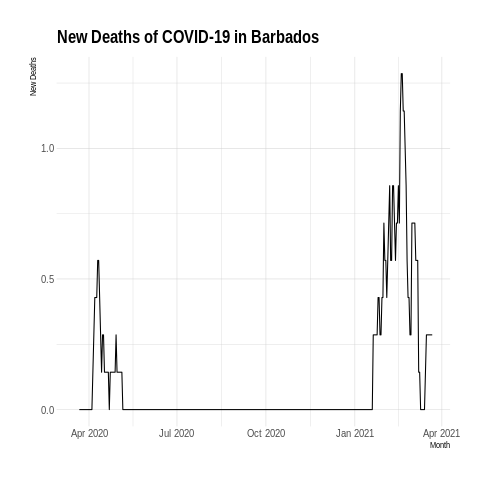 New Deaths of COVID-19 in Barbados
New Deaths
1.0
0.5
0.0
Apr 2020 Jul 2020 Oct 2020 Jan 2021 Apr 2021
Month